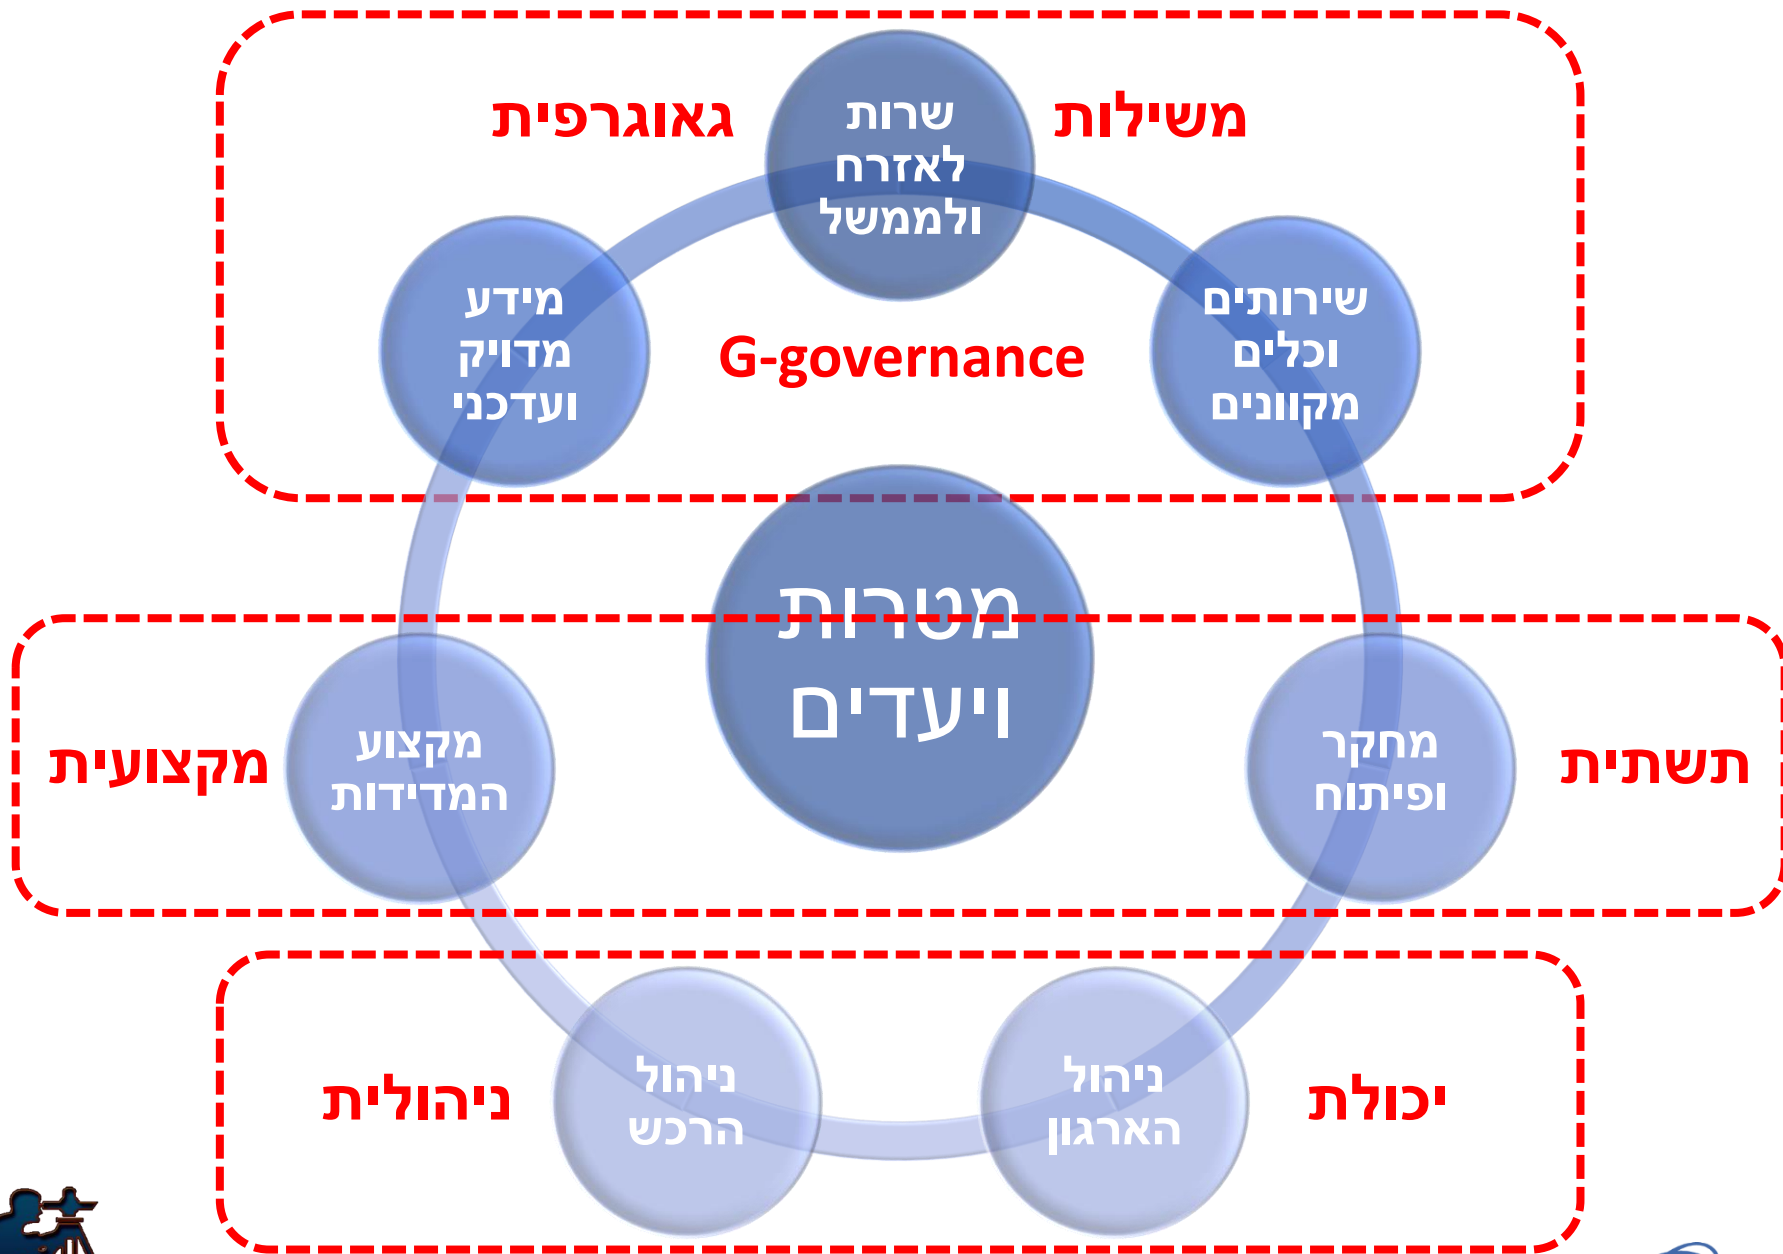 משילות
שרות
לאזרח
ולממשל
גאוגרפית
שירותים
וכלים
מקוונים
G-governance
מידע
מדויק
ועדכני
מטרות
ויעדים
תשתית
מחקר
ופיתוח
מקצוע
המדידות
מקצועית
יכולת
ניהול
הארגון
ניהול
הרכש
ניהולית